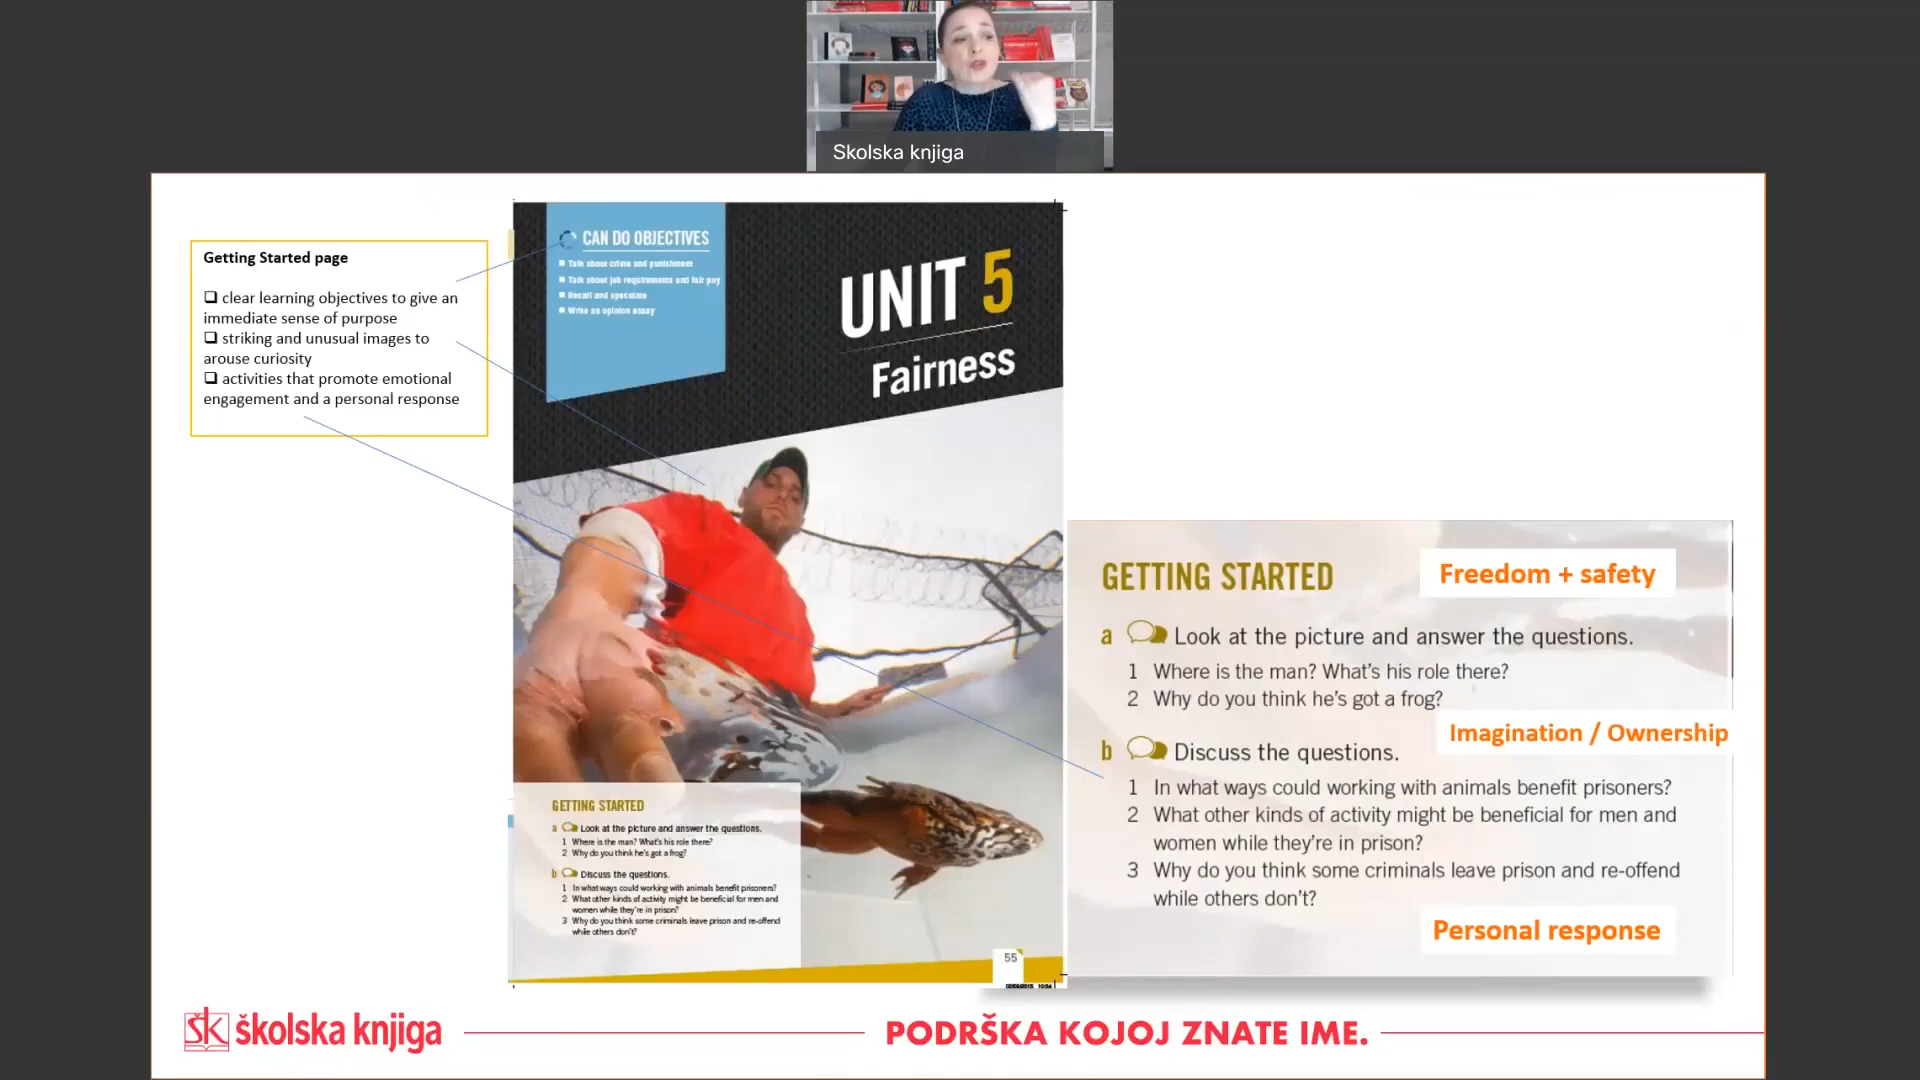 Skolska knjiga
Getting Started page
clear learning objectives to give an
immediate sense of purpose
striking and unusual images to
arouse curiosity
activities that promote emotional
engagement and a personal response
CAN DO OBJECTIVES
Talk about crime and punishment
Talk about job requirements and fair pay
Recall and speculate
Write an opinion essay
UNIT 5
Fairness
GETTING STARTED
a Look at the picture and answer the questions.
1 Where is the man? What's his role there?
2 Why do you think he's got a frog?
b Discuss the questions.
1 In what ways could working with animals benefit prisoners?
2 What other kinds of activity might be beneficial for men and
women while they're in prison?
3 Why do you think some criminals leave prison and re-offend
while others don't?
55
GETTING STARTED
Freedom + safety
a Look at the picture and answer the questions.
1 Where is the man? What's his role there?
2 Why do you think he's got a frog?
Imagination / Ownership
b Discuss the questions.
1 In what ways could working with animals benefit prisoners?
2 What other kinds of activity might be beneficial for men and
women while they're in prison?
3 Why do you think some criminals leave prison and re-offend
while others don't?
Personal response
ŠK školska knjiga
PODRŠKA KOJOJ ZNATE IME.